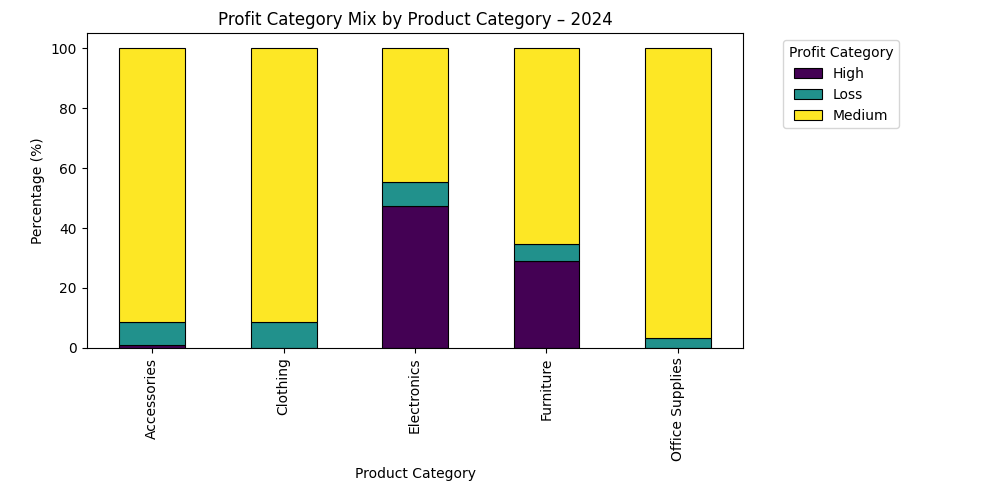 Profit Category Mix by Product Category – 2024
Percentage (%)
100
80
60
40
20
0
Accessories
Clothing
Electronics
Furniture
Office Supplies
Product Category
Profit Category
High
Loss
Medium